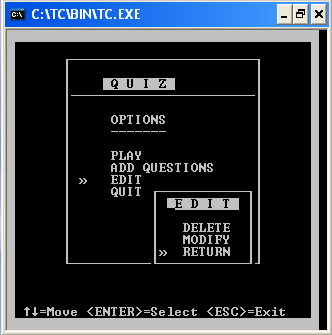 C:\TC\BIN\TC.EXE
Q U I Z
OPTIONS
-------
PLAY
ADD QUESTIONS
» EDIT
QUIT
E D I T
DELETE
MODIFY
» RETURN
↑↓=Move <ENTER>=Select <ESC>=Exit